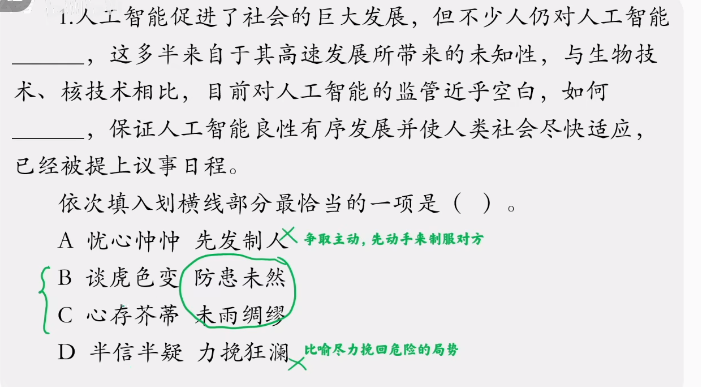 1.人工智能促进了社会的巨大发展，但不少人仍对人工智能
______，这多半来自于其高速发展所带来的未知性，与生物技
术、核技术相比，目前对人工智能的监管近乎空白，如何
______，保证人工智能良性有序发展并使人类社会尽快适应，
已经被提上议事日程。
依次填入划横线部分最恰当的一项是（ ）。
A 忧心忡忡 先发制人 争取主动，先动手来制服对方
B 谈虎色变 防患未然
C 心存芥蒂 未雨绸缪
D 半信半疑 力挽狂澜 比喻尽力挽回危险的局势